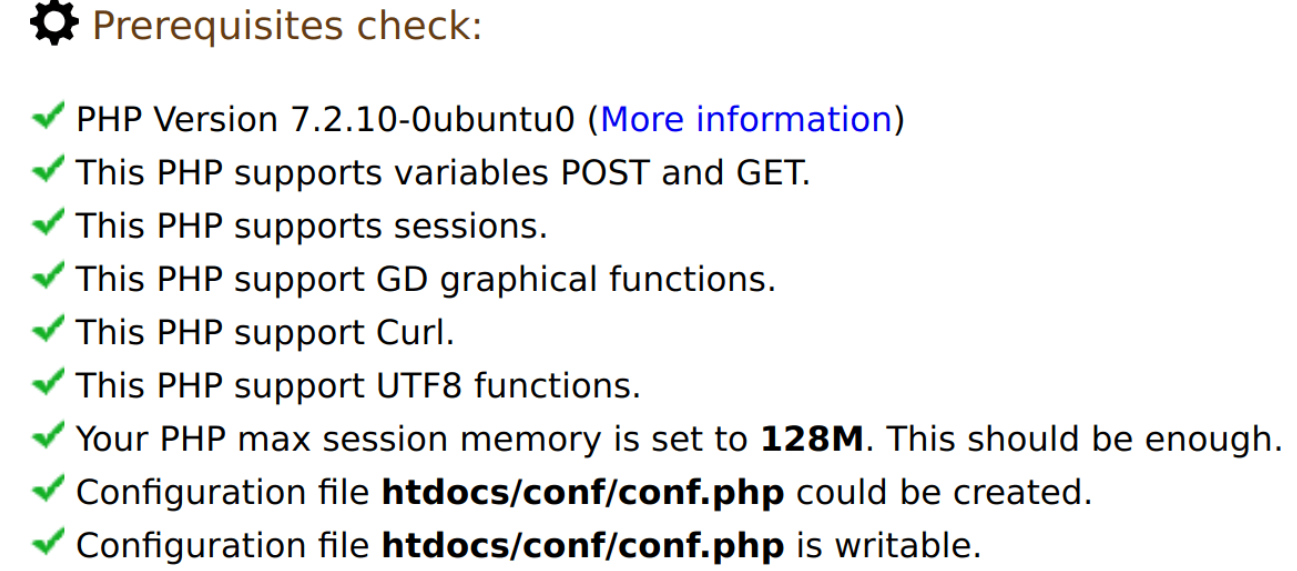 Prerequisites check:
PHP Version 7.2.10-0ubuntu0 (More information)
This PHP supports variables POST and GET.
This PHP supports sessions.
This PHP support GD graphical functions.
This PHP support Curl.
This PHP support UTF8 functions.
Your PHP max session memory is set to 128M. This should be enough.
Configuration file htdocs/conf/conf.php could be created.
Configuration file htdocs/conf/conf.php is writable.